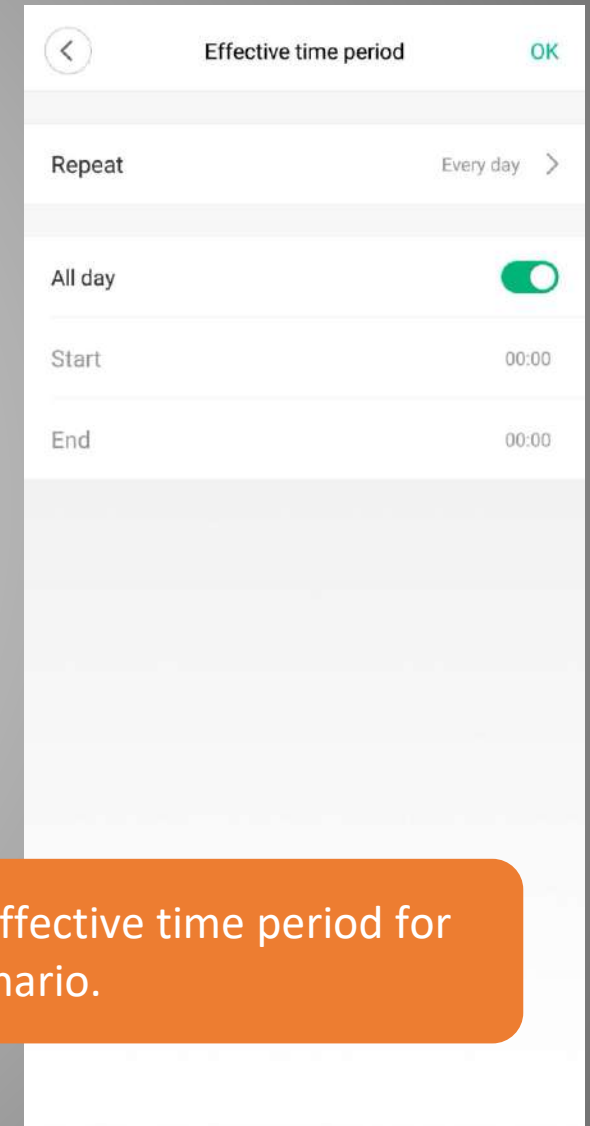 Effective time period OK
Repeat Every day
All day
Start 00:00
End 00:00
ffective time period for
nario.